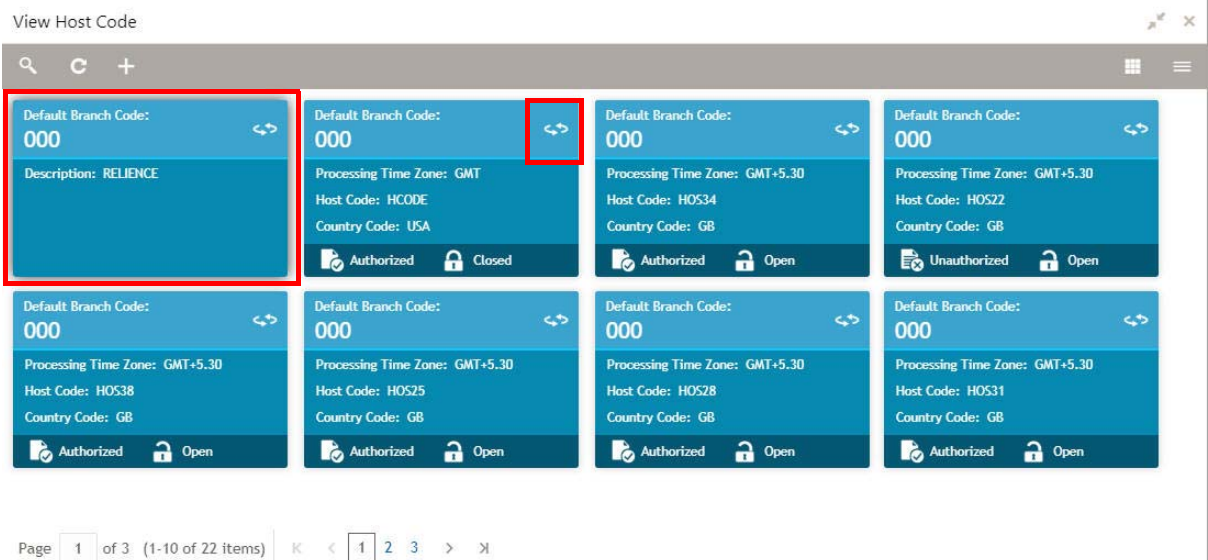 View Host Code
Default Branch Code:
000
Description: RELIENCE
Default Branch Code:
000
Processing Time Zone: GMT
Host Code: HCODE
Country Code: USA
Authorized Closed
Default Branch Code:
000
Processing Time Zone: GMT+5.30
Host Code: HOS34
Country Code: GB
Authorized Open
Default Branch Code:
000
Processing Time Zone: GMT+5.30
Host Code: HOS22
Country Code: GB
Unauthorized Open
Default Branch Code:
000
Processing Time Zone: GMT+5.30
Host Code: HOS38
Country Code: GB
Authorized Open
Default Branch Code:
000
Processing Time Zone: GMT+5.30
Host Code: HOS25
Country Code: GB
Authorized Open
Default Branch Code:
000
Processing Time Zone: GMT+5.30
Host Code: HOS28
Country Code: GB
Authorized Open
Default Branch Code:
000
Processing Time Zone: GMT+5.30
Host Code: HOS31
Country Code: GB
Authorized Open
Page 1 of 3 (1-10 of 22 items) 1 2 3